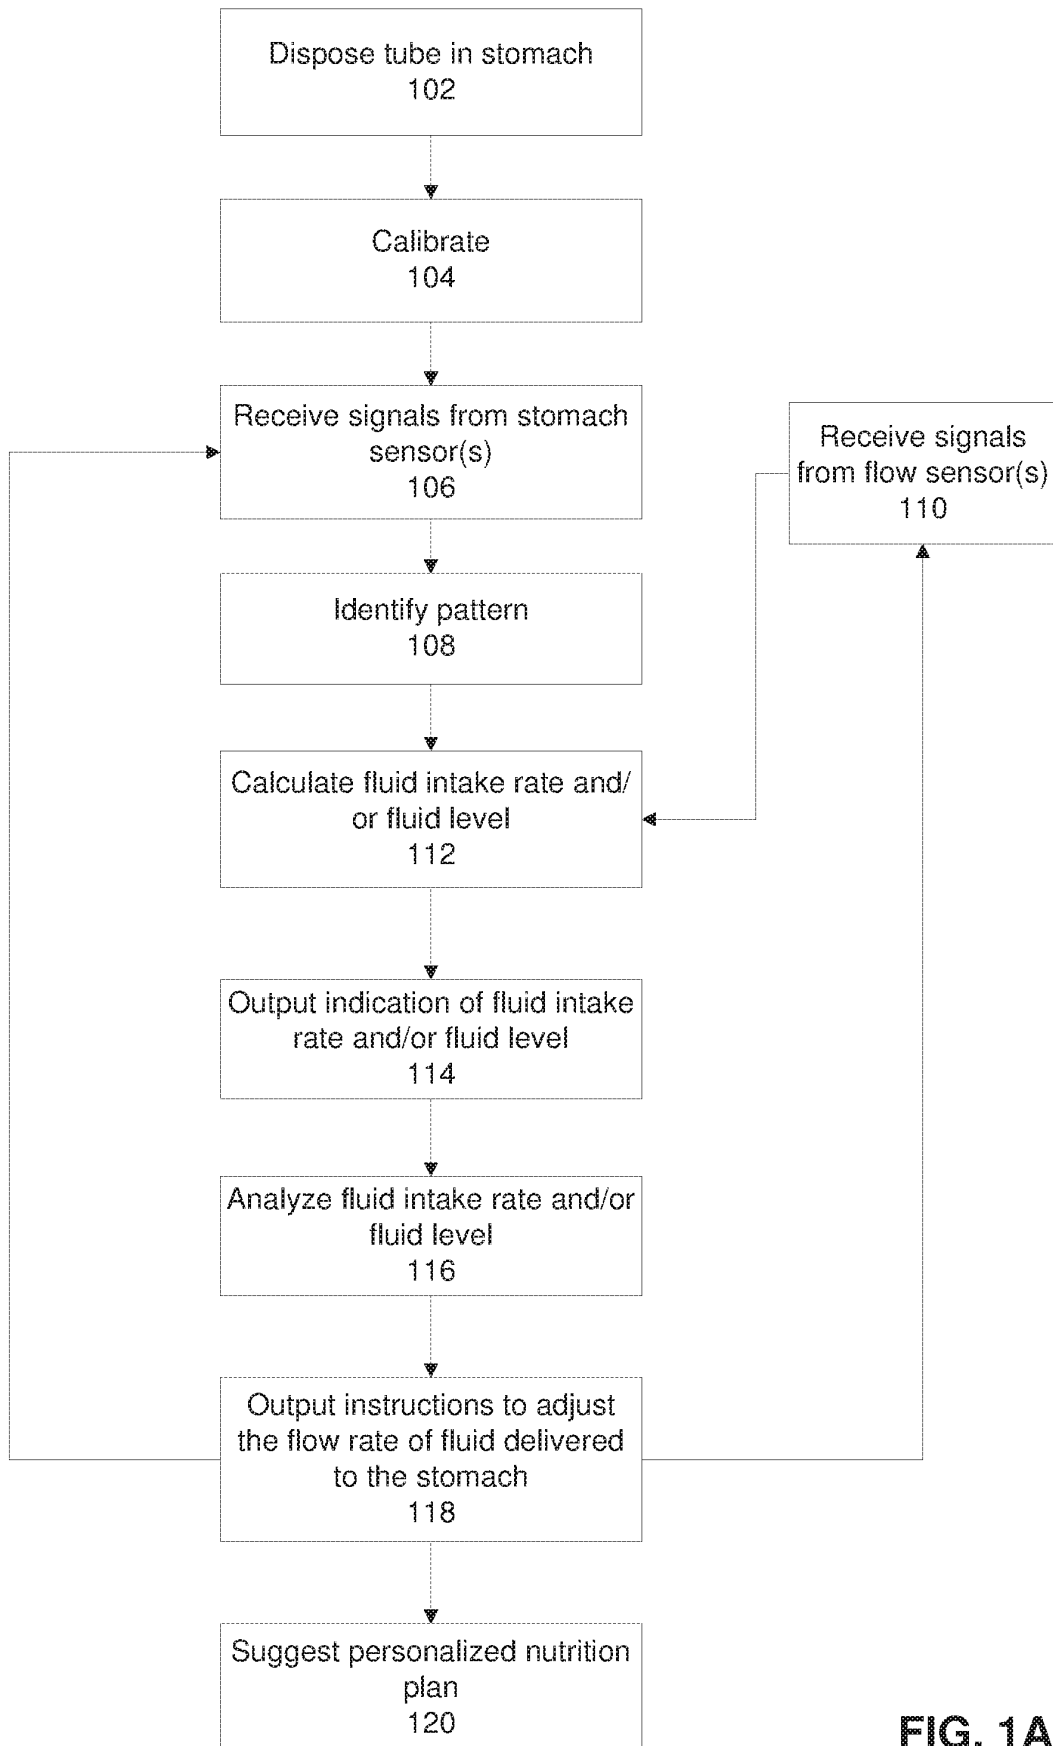 Dispose tube in stomach
102
Calibrate
104
Receive signals from stomach
sensor(s)
106
Receive signals
from flow sensor(s)
110
Identify pattern
108
Calculate fluid intake rate and/
or fluid level
112
Output indication of fluid intake
rate and/or fluid level
114
Analyze fluid intake rate and/or
fluid level
116
Output instructions to adjust
the flow rate of fluid delivered
to the stomach
118
Suggest personalized nutrition
plan
120
FIG. 1A